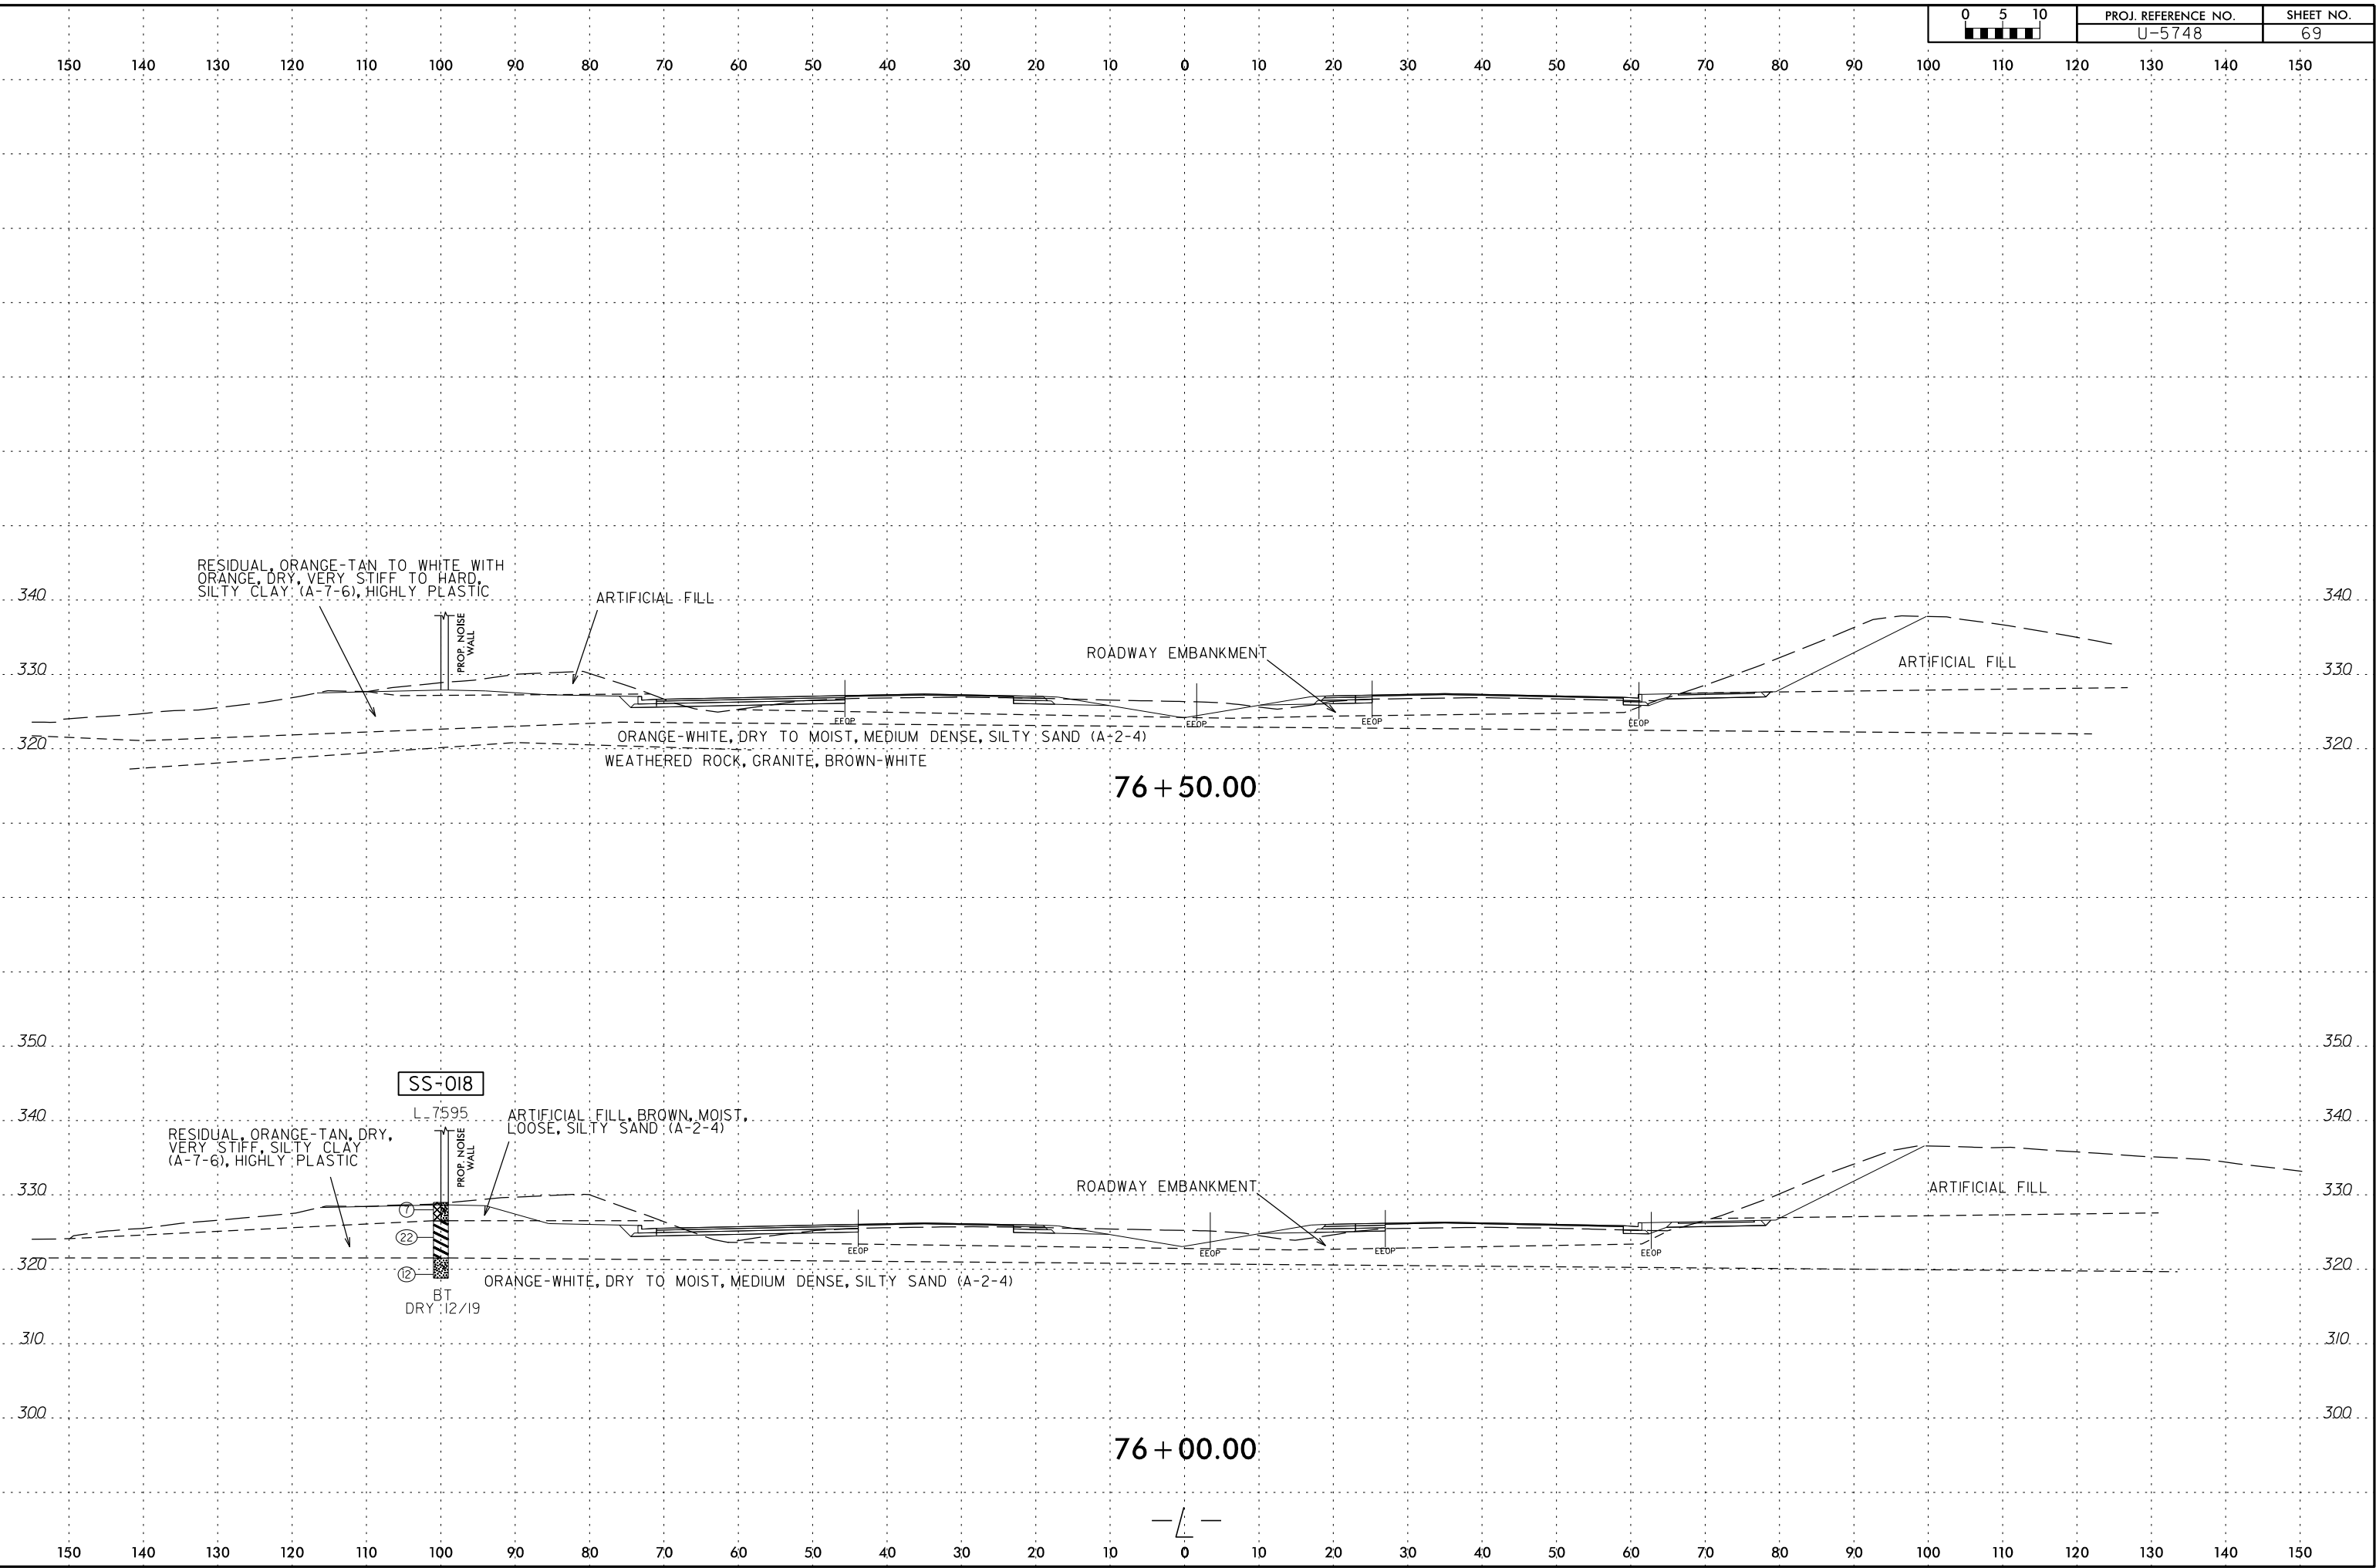 0 5 10
PROJ. REFERENCE NO.
SHEET NO.
U-5748
69
150 140 130 120 110 100 90 80 70 60 50 40 30 20 10 0 10 20 30 40 50 60 70 80 90 100 110 120 130 140 150
RESIDUAL, ORANGE-TAN TO WHITE WITH
ORANGE, DRY, VERY STIFF TO HARD,
SILTY CLAY (A-7-6), HIGHLY PLASTIC
ARTIFICIAL FILL
340
340
PROP. NOISE
WALL
ROADWAY EMBANKMENT
ARTIFICIAL FILL
330
330
EEOP
EEOP
EEOP
EEOP
320
320
ORANGE-WHITE, DRY TO MOIST, MEDIUM DENSE, SILTY SAND (A-2-4)
WEATHERED ROCK, GRANITE, BROWN-WHITE
76+50.00
350
350
SS-018
L_7595
340
340
ARTIFICIAL FILL, BROWN, MOIST,
LOOSE, SILTY SAND (A-2-4)
RESIDUAL, ORANGE-TAN, DRY,
VERY STIFF, SILTY CLAY
(A-7-6), HIGHLY PLASTIC
PROP. NOISE
WALL
ROADWAY EMBANKMENT
ARTIFICIAL FILL
330
330
7
22
12
EEOP
EEOP
EEOP
EEOP
320
320
ORANGE-WHITE, DRY TO MOIST, MEDIUM DENSE, SILTY SAND (A-2-4)
BT
DRY 12/19
310
310
300
300
76+00.00
-L-
150 140 130 120 110 100 90 80 70 60 50 40 30 20 10 0 10 20 30 40 50 60 70 80 90 100 110 120 130 140 150